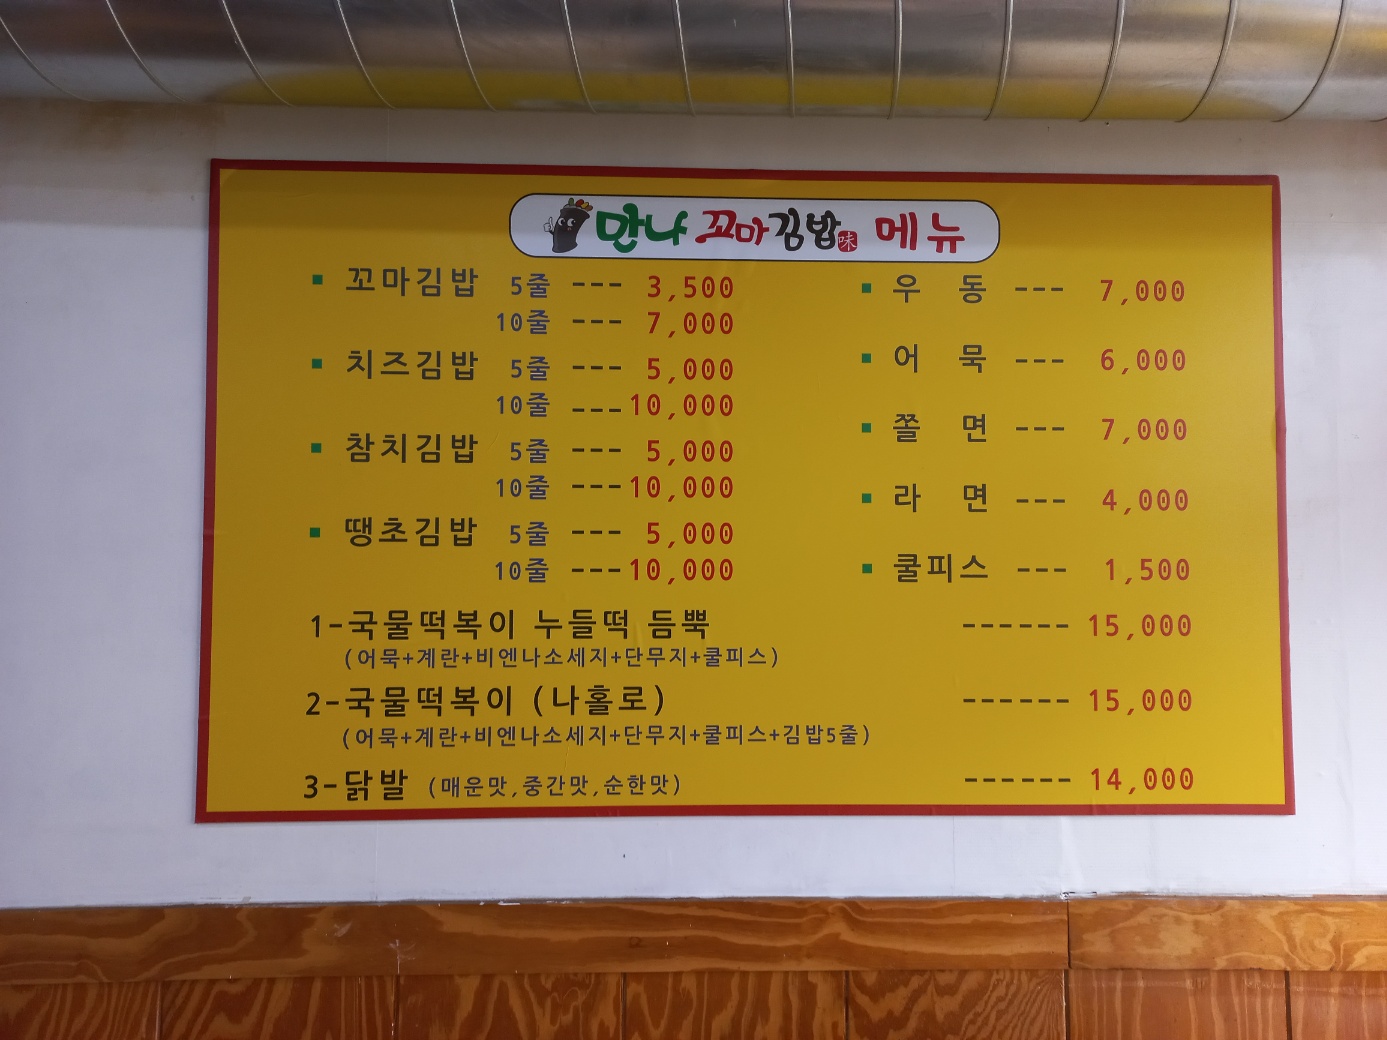 만나 꼬마김밥 味 메뉴
▪ 꼬마김밥 5줄 --- 3,500
10줄 --- 7,000
▪ 치즈김밥 5줄 --- 5,000
10줄 ---10,000
▪ 참치김밥 5줄 --- 5,000
10줄 ---10,000
▪ 땡초김밥 5줄 --- 5,000
10줄 ---10,000
▪ 우 동 --- 7,000
▪ 어 묵 --- 6,000
▪ 쫄 면 --- 7,000
▪ 라 면 --- 4,000
▪ 쿨피스 --- 1,500
1-국물떡볶이 누들떡 듬뿍 ------ 15,000
(어묵+계란+비엔나소세지+단무지+쿨피스)
2-국물떡볶이 (나홀로) ------ 15,000
(어묵+계란+비엔나소세지+단무지+쿨피스+김밥5줄)
3-닭발 (매운맛,중간맛,순한맛) ------ 14,000